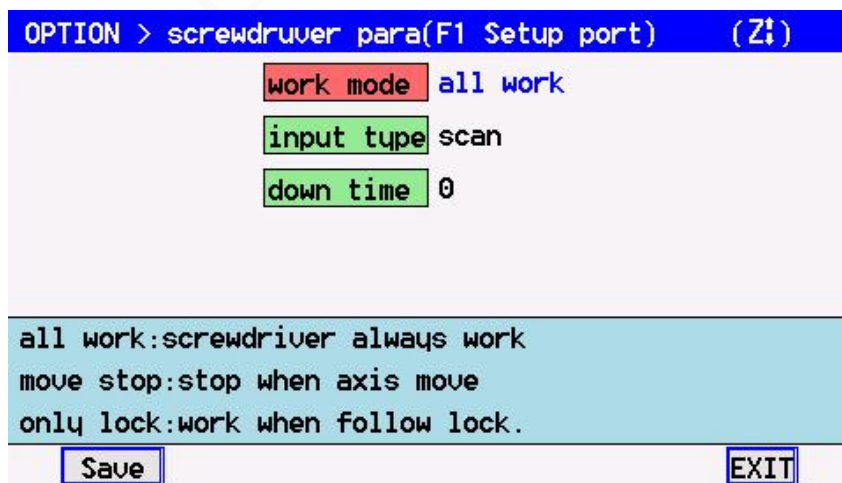 OPTION > screwdruver para(F1 Setup port) (Z↕)
work mode all work
input type scan
down time 0
all work:screwdriver always work
move stop:stop when axis move
only lock:work when follow lock.
Save EXIT